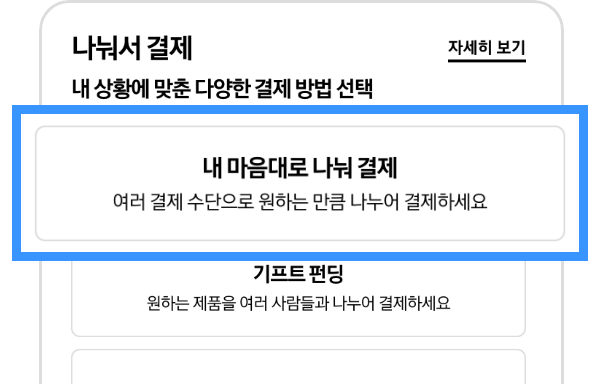 나눠서 결제
자세히 보기
내 상황에 맞춘 다양한 결제 방법 선택
내 마음대로 나눠 결제
여러 결제 수단으로 원하는 만큼 나누어 결제하세요
기프트 펀딩
원하는 제품을 여러 사람들과 나누어 결제하세요